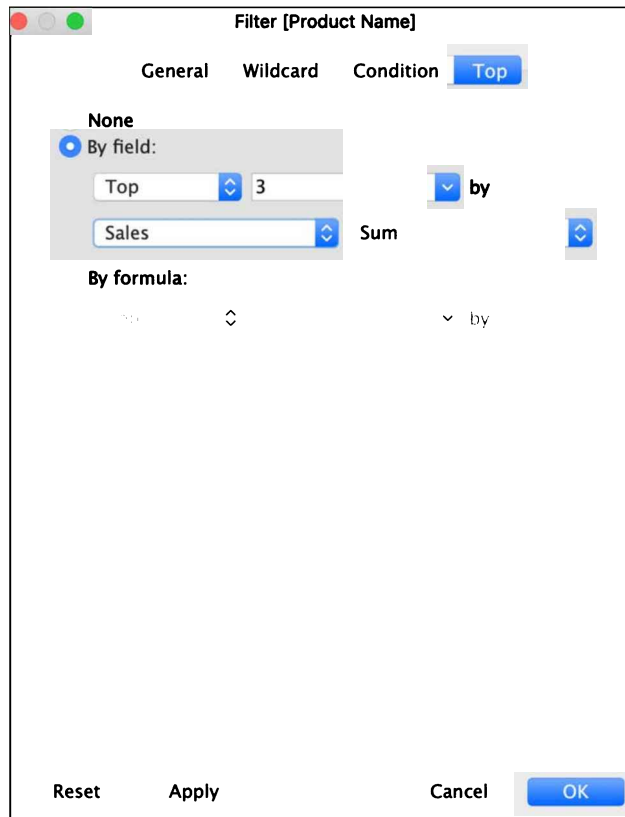 Filter [Product Name]
General Wildcard Condition Top
None
By field:
Top 3 by
Sales Sum
By formula:
by
Reset Apply Cancel OK